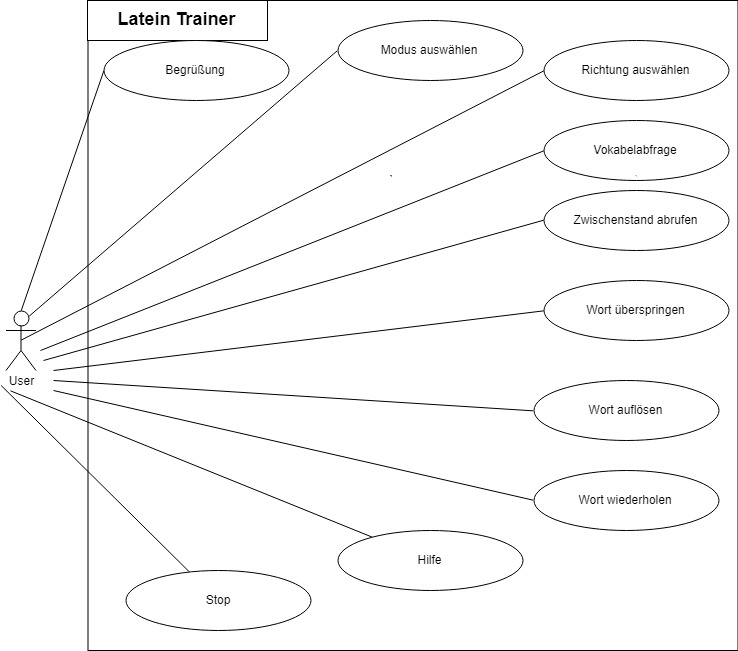 Latein Trainer
Begrüßung
Modus auswählen
Richtung auswählen
Vokabelabfrage
Zwischenstand abrufen
Wort überspringen
User
Wort auflösen
Wort wiederholen
Hilfe
Stop